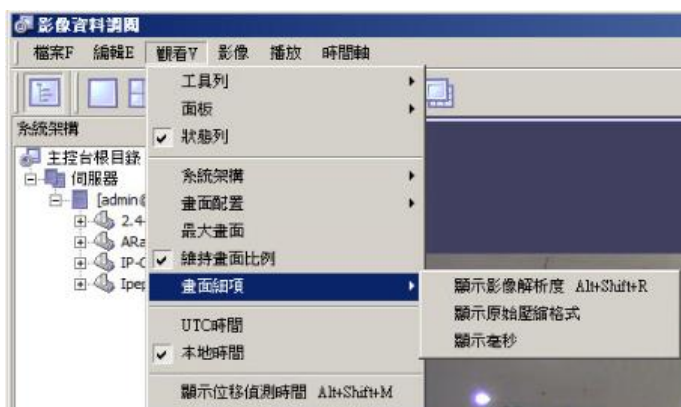 影像資料調閱
檔案F 編輯E 觀看V 影像 播放 時間軸
系統架構
主控台根目錄
伺服器
[admin@
2.4-
ARa
IP-C
Ipep
工具列
面板
狀態列
系統架構
畫面配置
最大畫面
維持畫面比例
畫面細項
UTC時間
本地時間
顯示位移偵測時間 Alt+Shift+M
顯示影像解析度 Alt+Shift+R
顯示原始壓縮格式
顯示毫秒